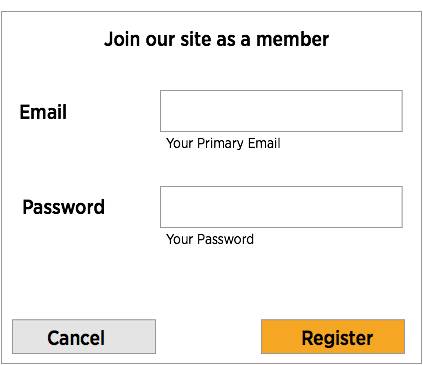 Join our site as a member
Email
Your Primary Email
Password
Your Password
Cancel Register